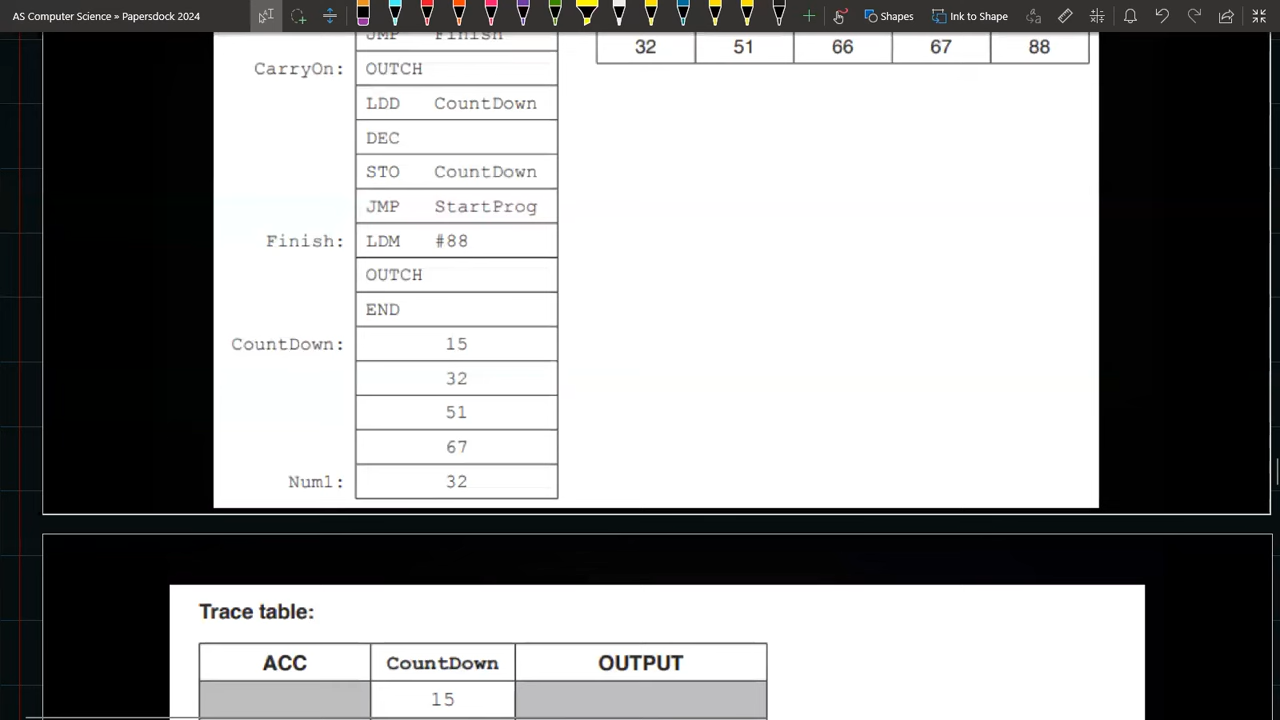 AS Computer Science » Papersdock 2024
Shapes
Ink to Shape
JMP Finish
32 51 66 67 88
CarryOn: OUTCH
LDD CountDown
DEC
STO CountDown
JMP StartProg
Finish: LDM #88
OUTCH
END
CountDown: 15
32
51
67
Num1: 32
Trace table:
ACC CountDown OUTPUT
15